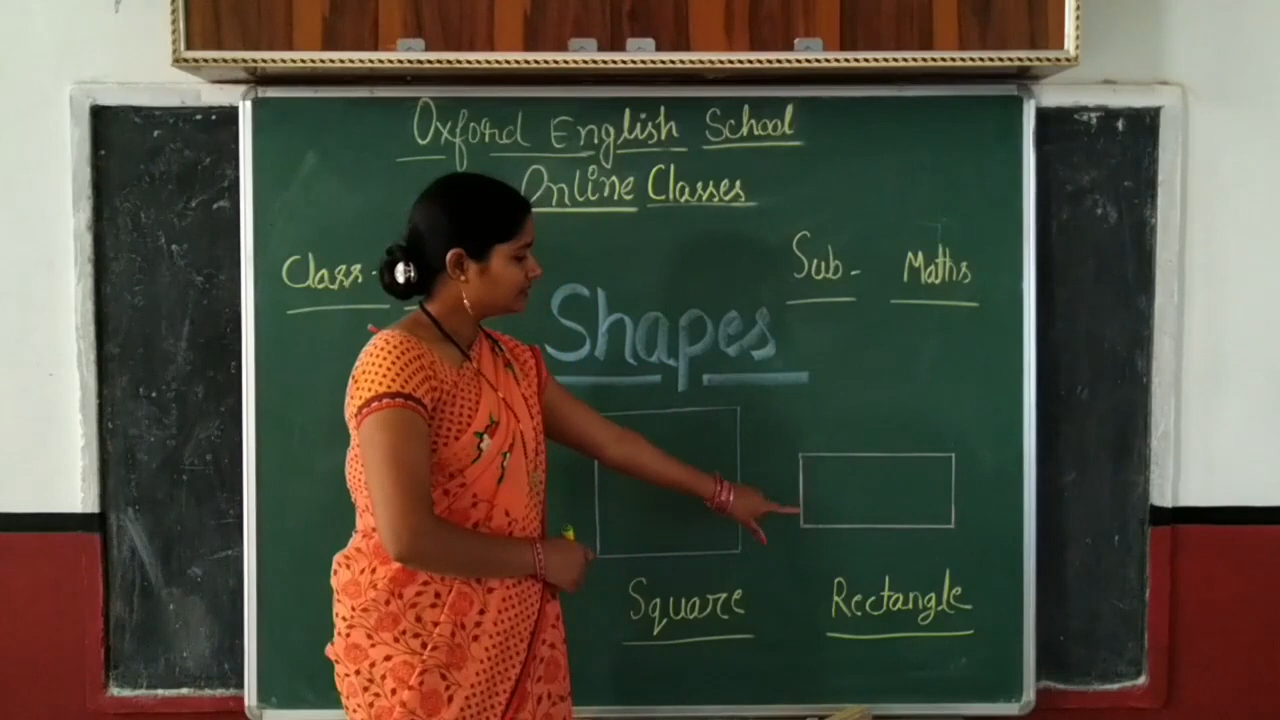 Oxford English School
Online Classes
Class- Sub- Maths
Shapes
Square Rectangle